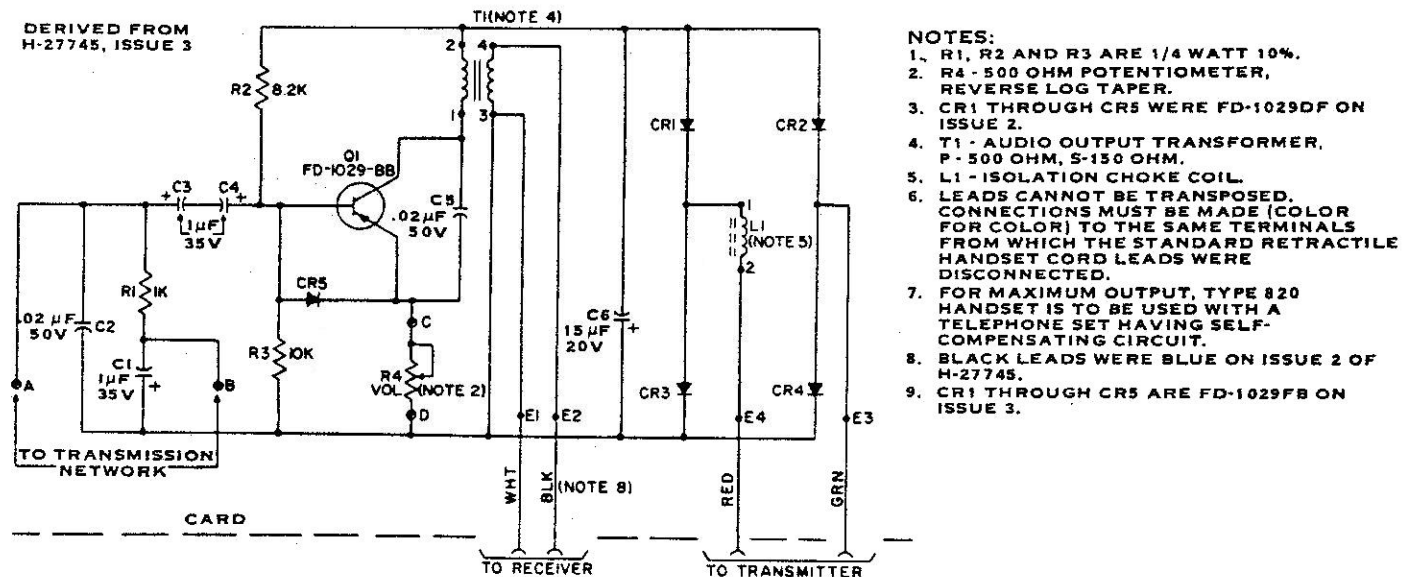 DERIVED FROM
H-27745, ISSUE 3
T1(NOTE 4)
2
4
1
3
R2
8.2K
Q1
FD-1029-BB
C3
C4
+
+
1µF
35V
C5
.02µF
50V
R1
1K
.02 µF
50V
C2
C1
1µF
35V
+
CR5
R3
10K
C
R4
VOL
(NOTE 2)
D
A
B
TO TRANSMISSION
NETWORK
C6
15 µF
20V
+
CR1
CR2
1
L1
(NOTE 5)
2
CR3
CR4
E1
E2
E4
E3
WHT
BLK
(NOTE 8)
RED
GRN
CARD
TO RECEIVER
TO TRANSMITTER
NOTES:
1. R1, R2 AND R3 ARE 1/4 WATT 10%.
2. R4 - 500 OHM POTENTIOMETER,
REVERSE LOG TAPER.
3. CR1 THROUGH CR5 WERE FD-1029DF ON
ISSUE 2.
4. T1 - AUDIO OUTPUT TRANSFORMER,
P - 500 OHM, S-150 OHM.
5. L1 - ISOLATION CHOKE COIL.
6. LEADS CANNOT BE TRANSPOSED.
CONNECTIONS MUST BE MADE (COLOR
FOR COLOR) TO THE SAME TERMINALS
FROM WHICH THE STANDARD RETRACTILE
HANDSET CORD LEADS WERE
DISCONNECTED.
7. FOR MAXIMUM OUTPUT, TYPE 820
HANDSET IS TO BE USED WITH A
TELEPHONE SET HAVING SELF-
COMPENSATING CIRCUIT.
8. BLACK LEADS WERE BLUE ON ISSUE 2 OF
H-27745.
9. CR1 THROUGH CR5 ARE FD-1029FB ON
ISSUE 3.